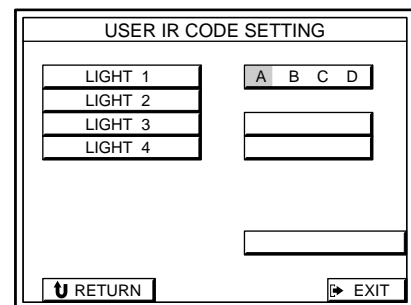 USER IR CODE SETTING
LIGHT 1
A B C D
LIGHT 2
LIGHT 3
LIGHT 4
RETURN
EXIT